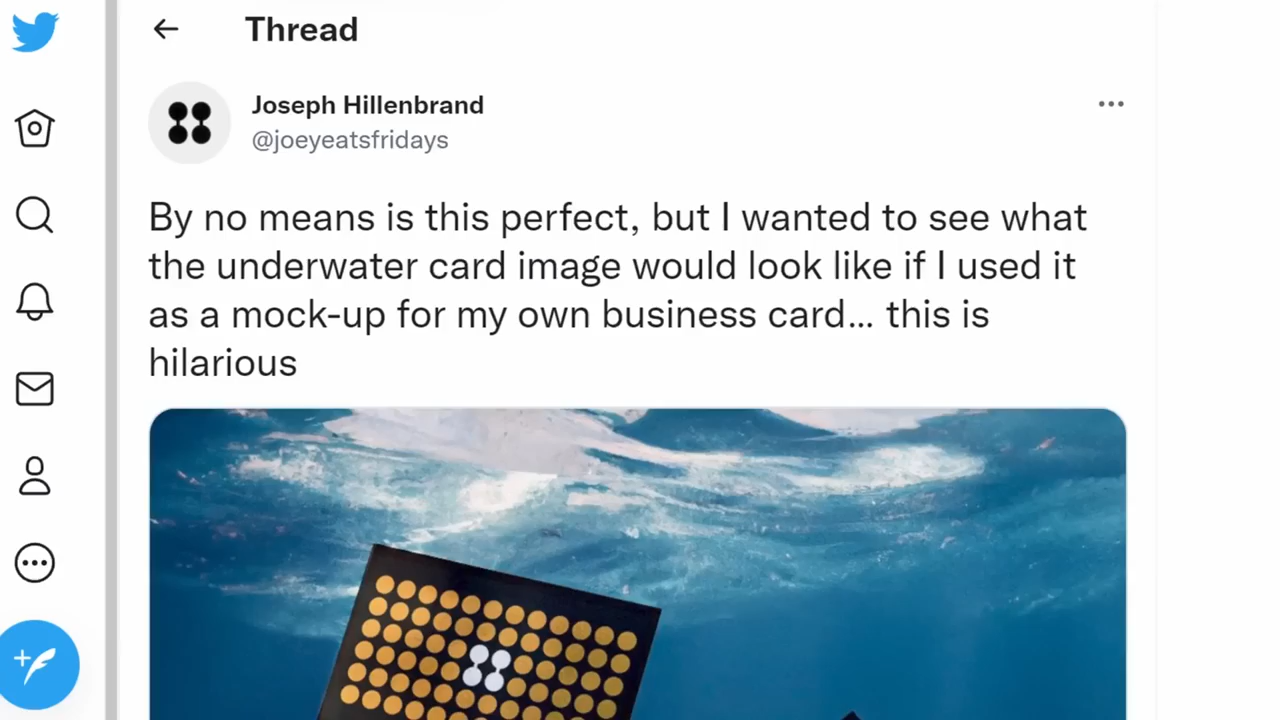 Thread
Joseph Hillenbrand
@joeyeatsfridays
By no means is this perfect, but I wanted to see what
the underwater card image would look like if I used it
as a mock-up for my own business card... this is
hilarious